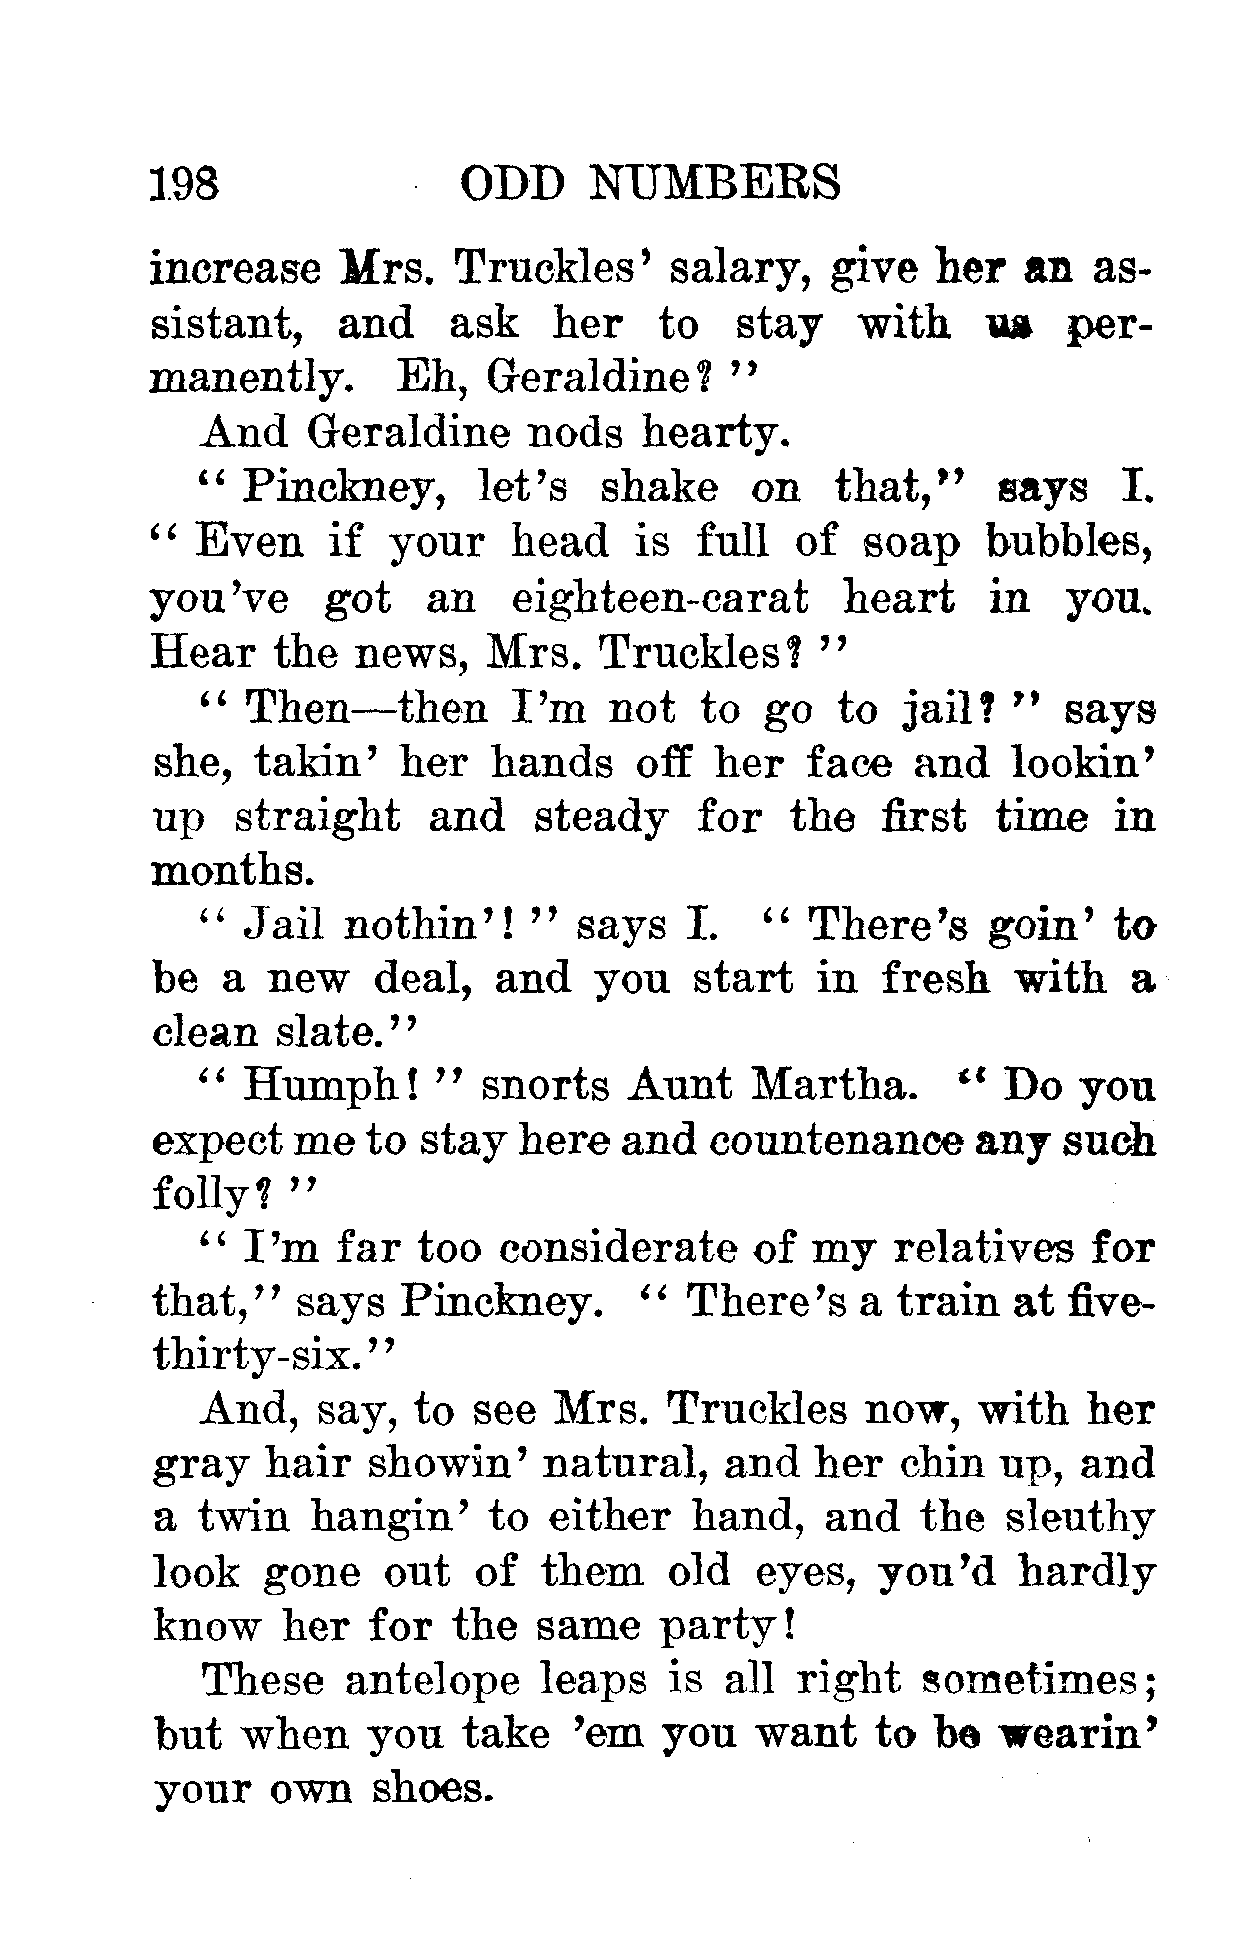 198 ODD NUMBERS
increase Mrs. Truckles' salary, give her an as-
sistant, and ask her to stay with us per-
manently. Eh, Geraldine? "
And Geraldine nods hearty.
" Pinckney, let's shake on that," says I.
" Even if your head is full of soap bubbles,
you've got an eighteen-carat heart in you.
Hear the news, Mrs. Truckles? "
" Then—then I'm not to go to jail? " says
she, takin' her hands off her face and lookin'
up straight and steady for the first time in
months.
" Jail nothin'! " says I. " There's goin' to
be a new deal, and you start in fresh with a
clean slate."
" Humph! " snorts Aunt Martha. " Do you
expect me to stay here and countenance any such
folly? "
" I'm far too considerate of my relatives for
that," says Pinckney. " There's a train at five-
thirty-six."
And, say, to see Mrs. Truckles now, with her
gray hair showin' natural, and her chin up, and
a twin hangin' to either hand, and the sleuthy
look gone out of them old eyes, you'd hardly
know her for the same party!
These antelope leaps is all right sometimes;
but when you take 'em you want to be wearin'
your own shoes.